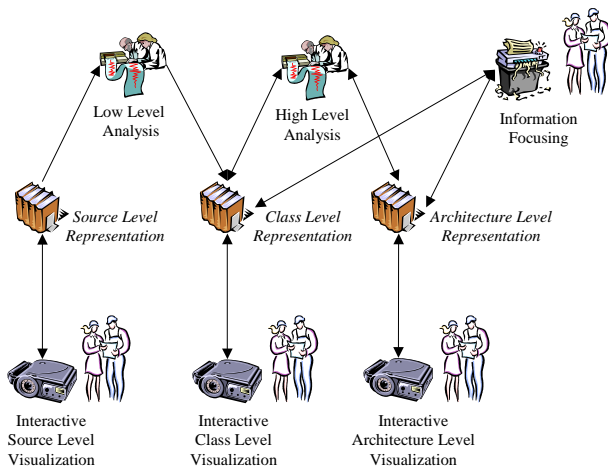 Low Level
Analysis
High Level
Analysis
Information
Focusing
Source Level
Representation
Class Level
Representation
Architecture Level
Representation
Interactive
Source Level
Visualization
Interactive
Class Level
Visualization
Interactive
Architecture Level
Visualization